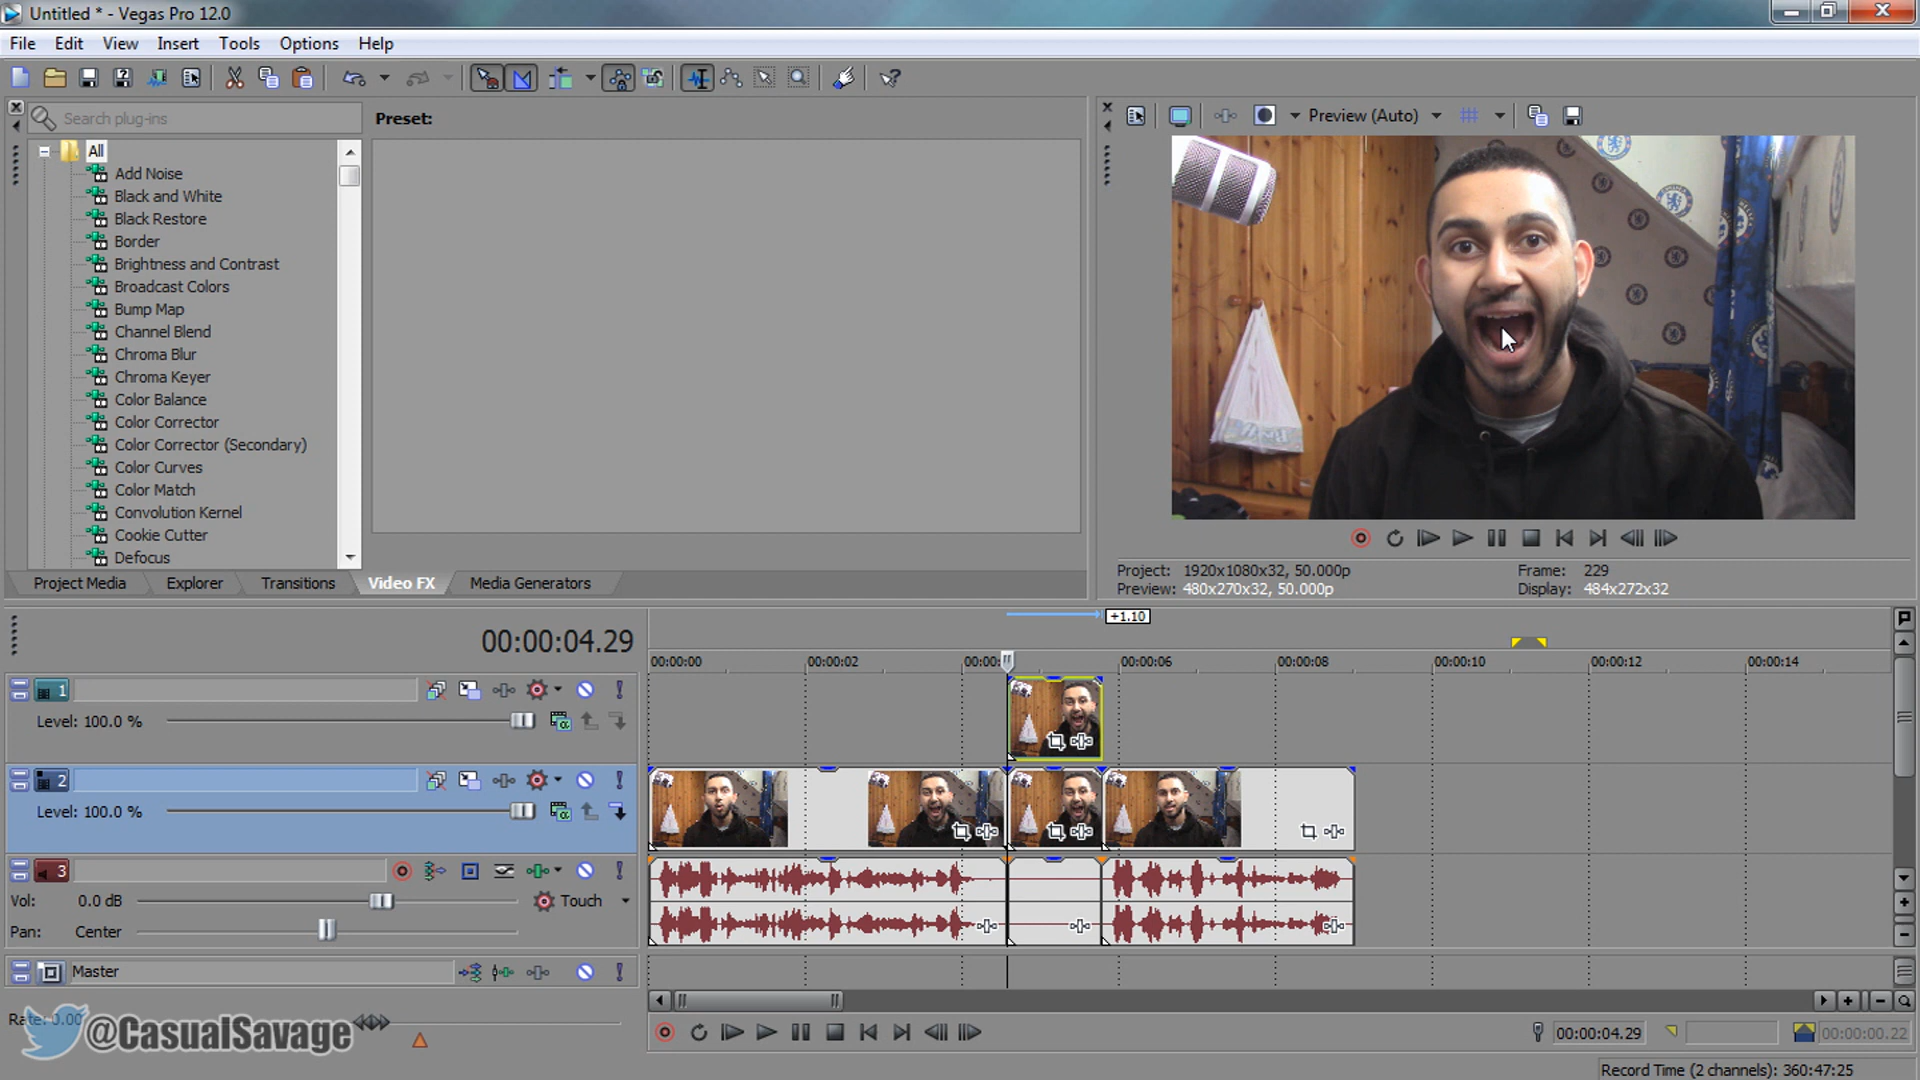 Untitled * - Vegas Pro 12.0
File Edit View Insert Tools Options Help
Search plug-ins
Preset:
Preview (Auto)
All
Add Noise
Black and White
Black Restore
Border
Brightness and Contrast
Broadcast Colors
Bump Map
Channel Blend
Chroma Blur
Chroma Keyer
Color Balance
Color Corrector
Color Corrector (Secondary)
Color Curves
Color Match
Convolution Kernel
Cookie Cutter
Defocus
Project Media Explorer Transitions Video FX Media Generators
Project: 1920x1080x32, 50.000p Frame: 229
Preview: 480x270x32, 50.000p Display: 484x272x32
+1.10
00:00:04.29
00:00:00 00:00:02 00:00: 00:00:06 00:00:08 00:00:10 00:00:12 00:00:14
1
Level: 100.0 %
2
Level: 100.0 %
3
Vol: 0.0 dB Touch
Pan: Center
Master
Rate: 0.00
@CasualSavage
00:00:04.29 00:00:00.22
Record Time (2 channels): 360:47:25